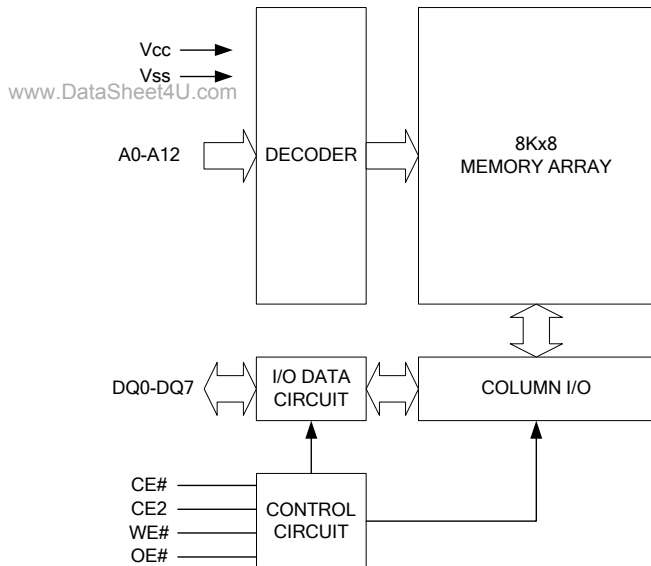 Vcc
Vss
www.DataSheet4U.com
A0-A12
DECODER
8Kx8
MEMORY ARRAY
DQ0-DQ7
I/O DATA
CIRCUIT
COLUMN I/O
CE#
CE2
WE#
OE#
CONTROL
CIRCUIT